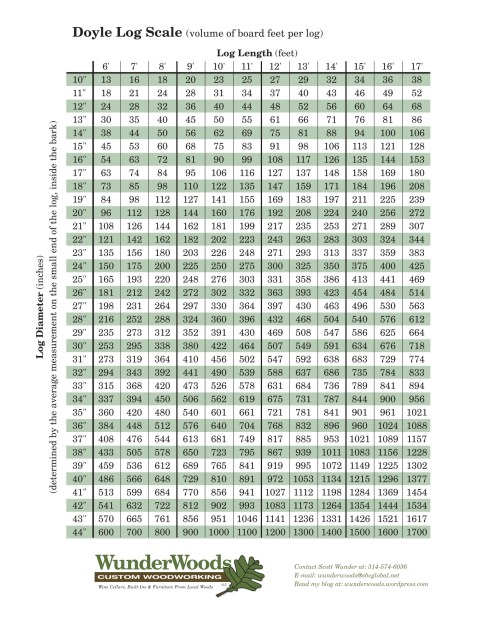 Doyle Log Scale (volume of board feet per log)
Log Length (feet)
6' 7' 8' 9' 10' 11' 12' 13' 14' 15' 16' 17'
10" 13 16 18 20 23 25 27 29 32 34 36 38
11" 18 21 24 28 31 34 37 40 43 46 49 52
12" 24 28 32 36 40 44 48 52 56 60 64 68
13" 30 35 40 45 50 55 61 66 71 76 81 86
14" 38 44 50 56 62 69 75 81 88 94 100 106
15" 45 53 60 68 75 83 91 98 106 113 121 128
16" 54 63 72 81 90 99 108 117 126 135 144 153
17" 63 74 84 95 106 116 127 137 148 158 169 180
18" 73 85 98 110 122 135 147 159 171 184 196 208
19" 84 98 112 127 141 155 169 183 197 211 225 239
20" 96 112 128 144 160 176 192 208 224 240 256 272
21" 108 126 144 162 181 199 217 235 253 271 289 307
22" 121 142 162 182 202 223 243 263 283 303 324 344
23" 135 156 180 203 226 248 271 293 313 337 359 383
24" 150 175 200 225 250 275 300 325 350 375 400 425
25" 165 193 220 248 276 303 331 358 386 413 441 469
26" 181 212 242 272 302 332 363 393 423 454 484 514
27" 198 231 264 297 330 364 397 430 463 496 530 563
28" 216 252 288 324 360 396 432 468 504 540 576 612
29" 235 273 312 352 391 430 469 508 547 586 625 664
30" 253 295 338 380 422 464 507 549 591 634 676 718
31" 273 319 364 410 456 502 547 592 638 683 729 774
32" 294 343 392 441 490 539 588 637 686 735 784 833
33" 315 368 420 473 526 578 631 684 736 789 841 894
34" 337 394 450 506 562 619 675 731 787 844 900 956
35" 360 420 480 540 601 661 721 781 841 901 961 1021
36" 384 448 512 576 640 704 768 832 896 960 1024 1088
37" 408 476 544 613 681 749 817 885 953 1021 1089 1157
38" 433 505 578 650 723 795 867 939 1011 1083 1156 1228
39" 459 536 612 689 765 841 919 995 1072 1149 1225 1302
40" 486 566 648 729 810 891 972 1053 1134 1215 1296 1377
41" 513 599 684 770 856 941 1027 1112 1198 1284 1369 1454
42" 541 632 722 812 902 993 1083 1173 1264 1354 1444 1534
43" 570 665 761 856 951 1046 1141 1236 1331 1426 1521 1617
44" 600 700 800 900 1000 1100 1200 1300 1400 1500 1600 1700
Log Diameter (inches)
(determined by the average measurement on the small end of the log, inside the bark)
WunderWoods
CUSTOM WOODWORKING
Wine Cellars, Built-Ins & Furniture From Local Woods
Contact Scott Wunder at: 314-574-6036
E-mail: wunderwoods@sbcglobal.net
Read my blog at: wunderwoods.wordpress.com